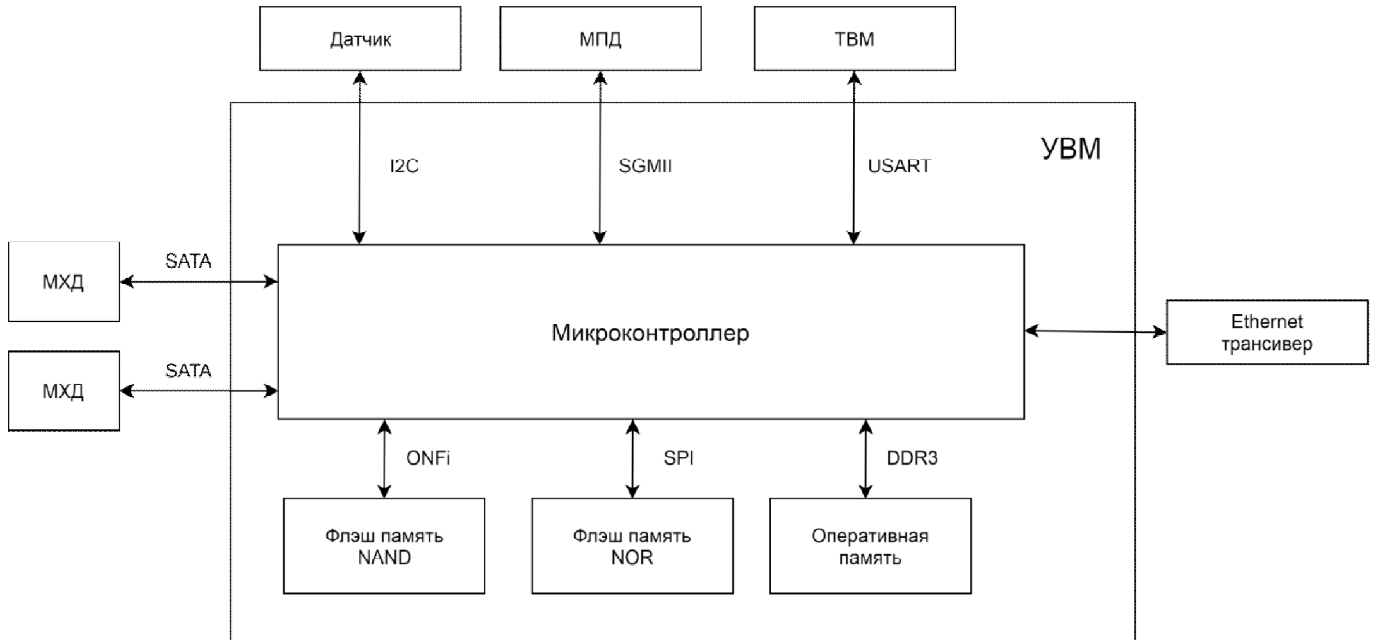 Датчик
МПД
ТВМ
УВМ
I2C
SGMII
USART
SATA
МХД
Микроконтроллер
Ethernet
трансивер
SATA
МХД
ONFi
SPI
DDR3
Флэш память
NAND
Флэш память
NOR
Оперативная
память